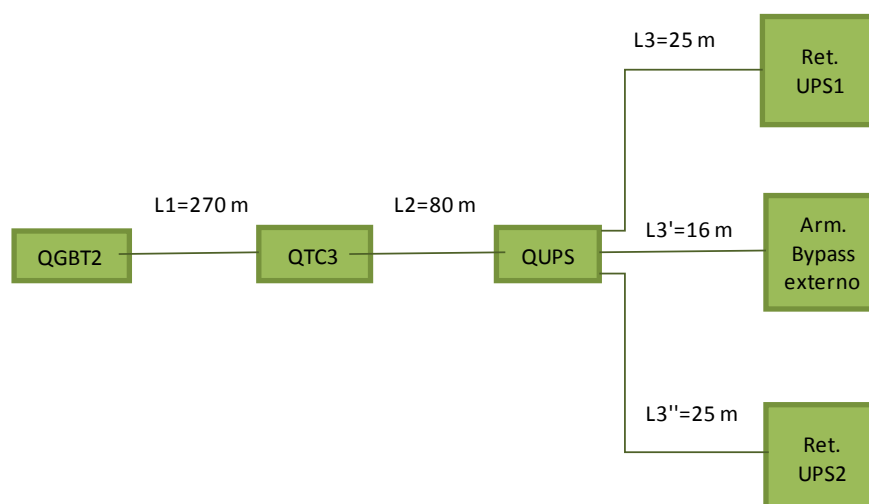 L3=25 m
Ret.
UPS1
L1=270 m
L2=80 m
L3'=16 m
QGBT2
QTC3
QUPS
Arm.
Bypass
externo
L3''=25 m
Ret.
UPS2